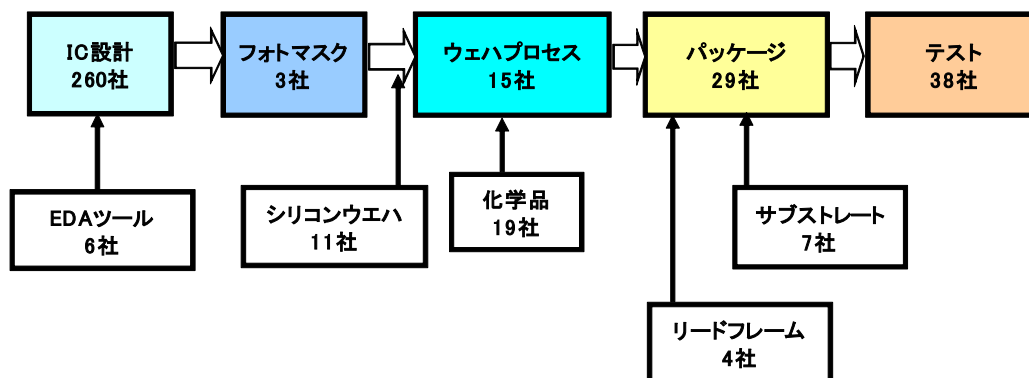 IC設計
260社
フォトマスク
3社
ウェハプロセス
15社
パッケージ
29社
テスト
38社
EDAツール
6社
シリコンウエハ
11社
化学品
19社
サブストレート
7社
リードフレーム
4社